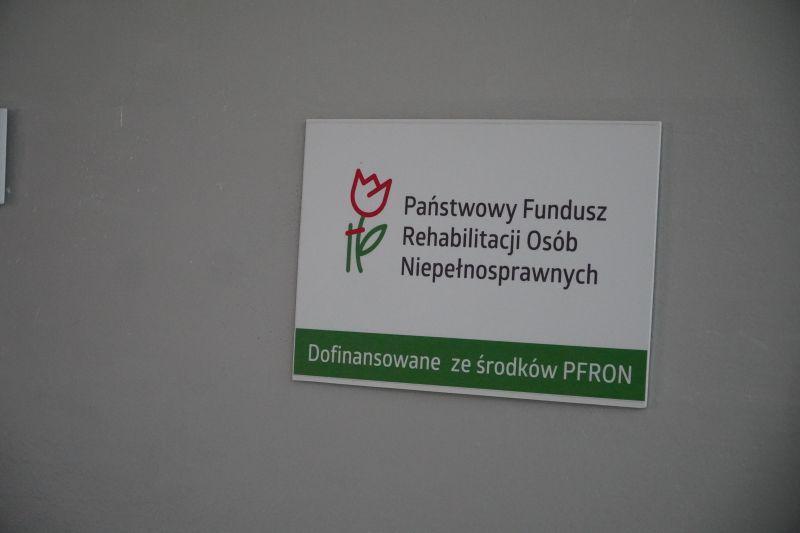 Państwowy Fundusz
Rehabilitacji Osób
Niepełnosprawnych
Dofinansowane ze środków PFRON